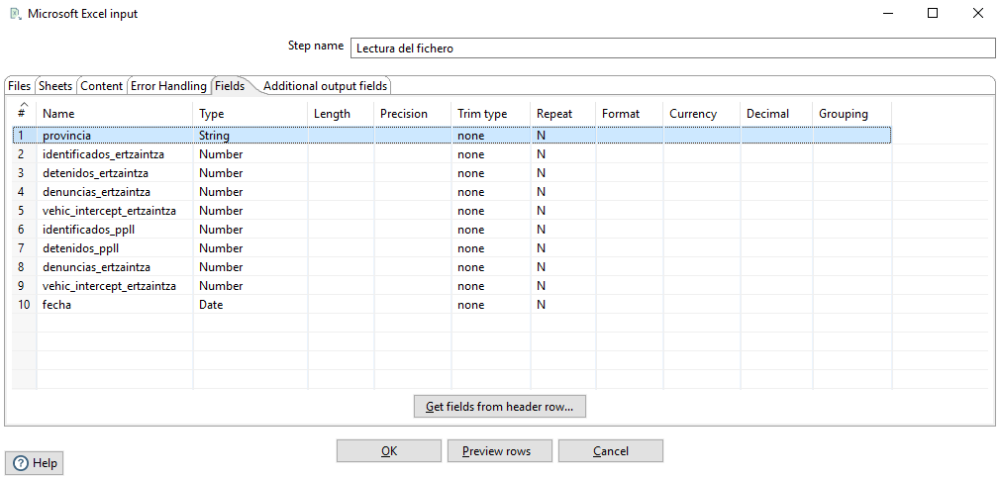 Microsoft Excel input
Step name Lectura del fichero
Files Sheets Content Error Handling Fields Additional output fields
# Name Type Length Precision Trim type Repeat Format Currency Decimal Grouping
1 provincia String none N
2 identificados_ertzaintza Number none N
3 detenidos_ertzaintza Number none N
4 denuncias_ertzaintza Number none N
5 vehic_intercept_ertzaintza Number none N
6 identificados_ppll Number none N
7 detenidos_ppll Number none N
8 denuncias_ertzaintza Number none N
9 vehic_intercept_ertzaintza Number none N
10 fecha Date none N
Get fields from header row...
OK Preview rows Cancel
Help